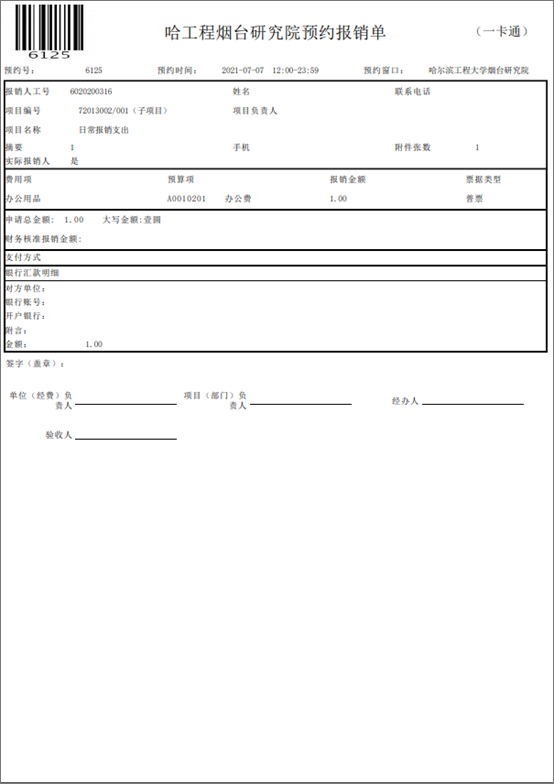 哈工程烟台研究院预约报销单 （一卡通）
6125
预约号： 6125 预约时间： 2021-07-07 12:00-23:59 预约窗口： 哈尔滨工程大学烟台研究院
报销人工号 6020200316 姓名 联系电话
项目编号 72013002/001（子项目） 项目负责人
项目名称 日常报销支出
摘要 1 手机 附件张数 1
实际报销人 是
费用项 预算项 报销金额 票据类型
办公用品 A0010201 办公费 1.00 普票
申请总金额: 1.00 大写金额:壹圆
财务核准报销金额:
支付方式
银行汇款明细
对方单位：
银行账号：
开户银行：
附言：
金额： 1.00
签字（盖章）：
单位（经费）负 项目（部门）负
责人 责人 经办人
验收人